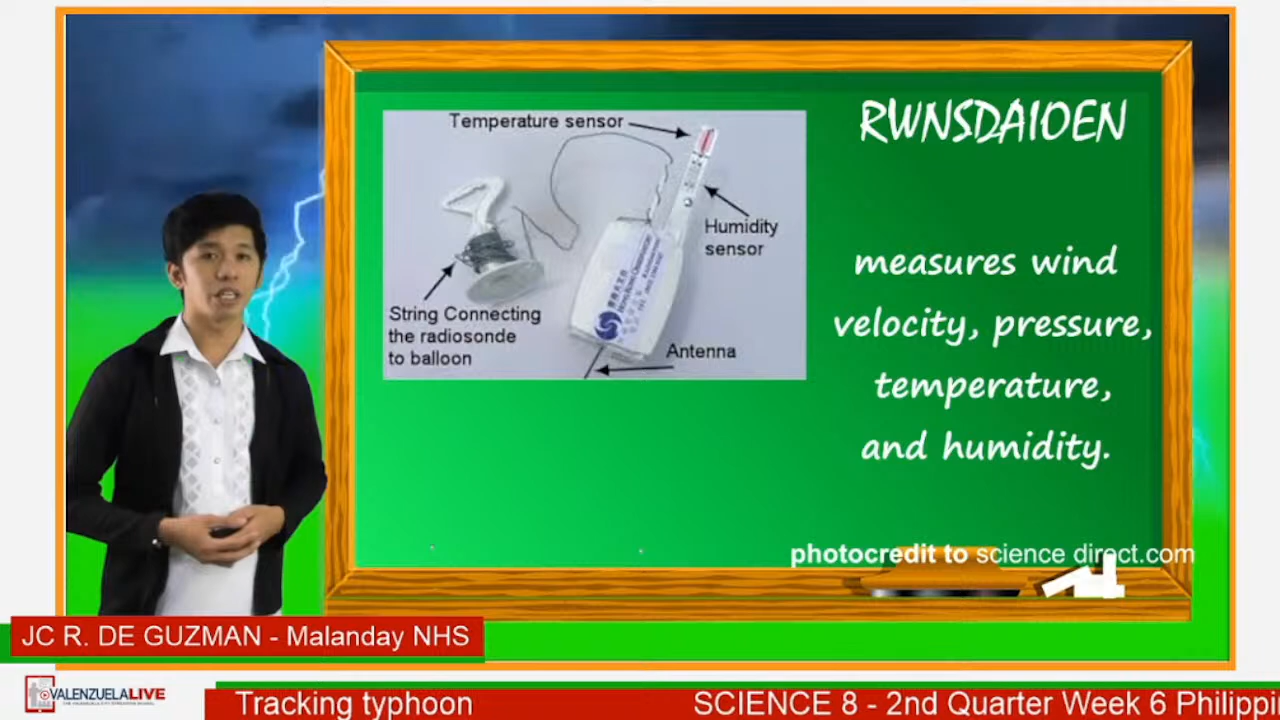 RWNSDAIOEN
Temperature sensor
Humidity
sensor
String Connecting
the radiosonde
to balloon
Antenna
measures wind
velocity, pressure,
temperature,
and humidity.
photocredit to science direct.com
JC R. DE GUZMAN - Malanday NHS
VALENZUELALIVE
Tracking typhoon
SCIENCE 8 - 2nd Quarter Week 6 Philippi